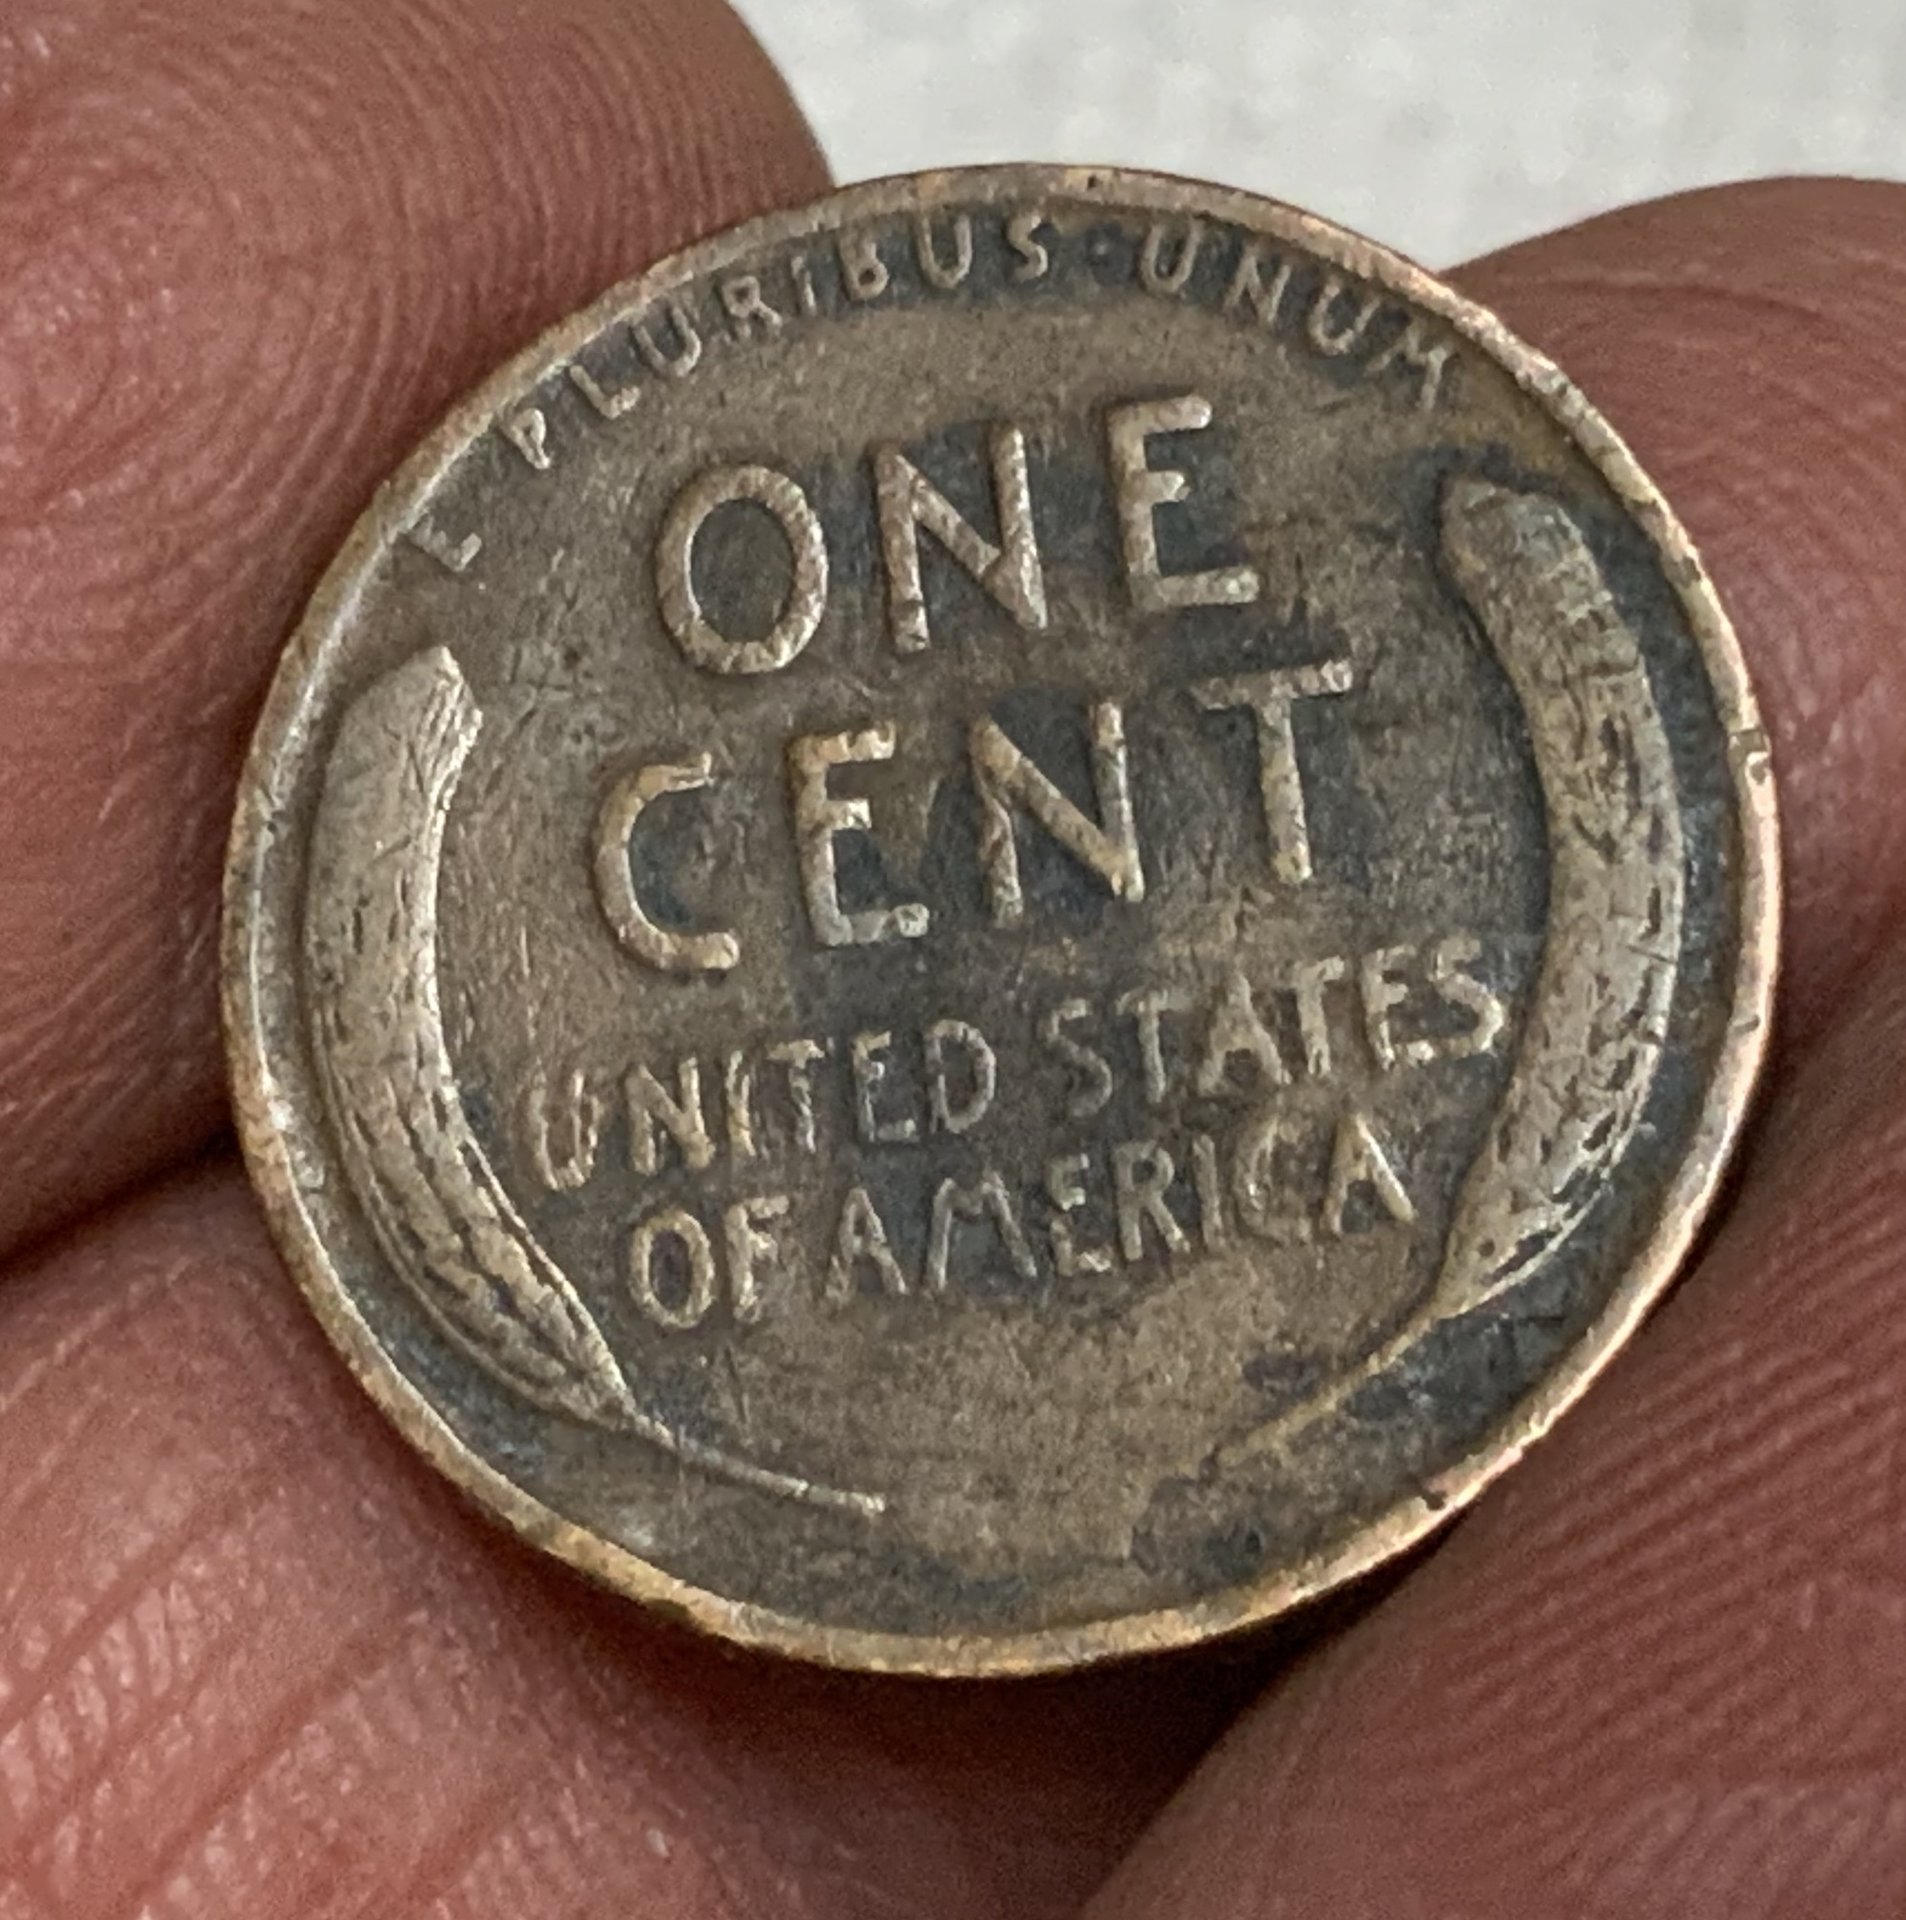 E PLURIBUS · UNUM
ONE
CENT
UNITED STATES
OF AMERICA